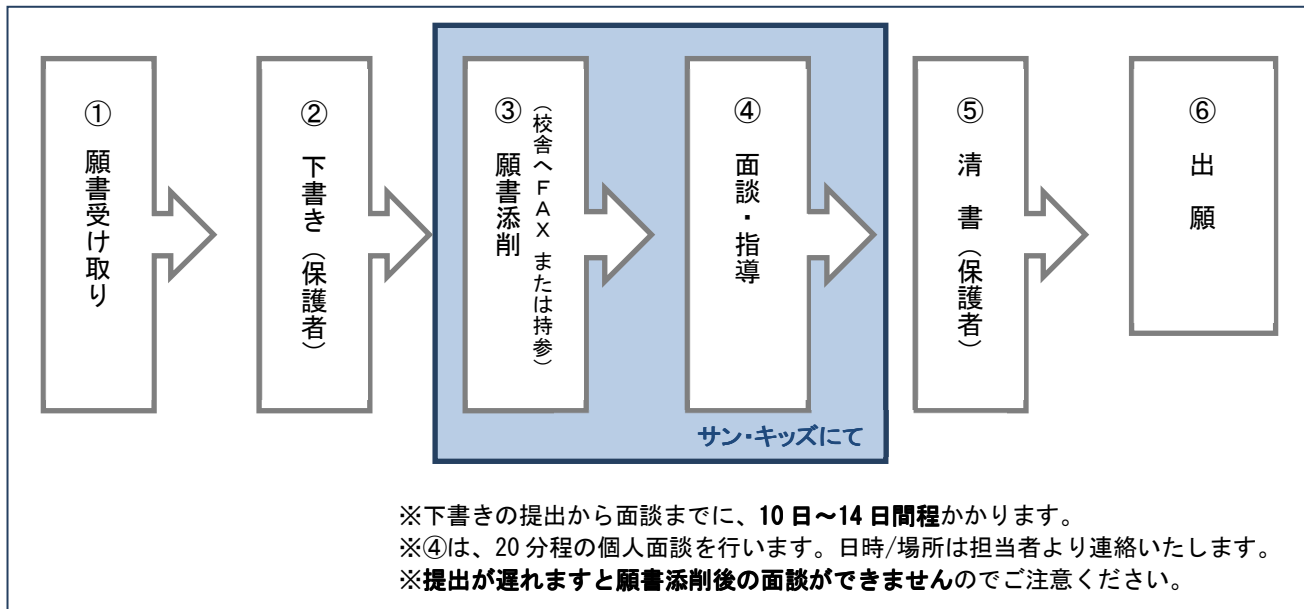 ① 願書受け取り
② 下書き（保護者）
③ 願書添削
（校舎へＦＡＸ または持参）
④ 面談・指導
⑤ 清 書（保護者）
⑥ 出 願
サン・キッズにて
※下書きの提出から面談までに、10 日～14 日間程かかります。
※④は、20 分程の個人面談を行います。日時/場所は担当者より連絡いたします。
※提出が遅れますと願書添削後の面談ができませんのでご注意ください。